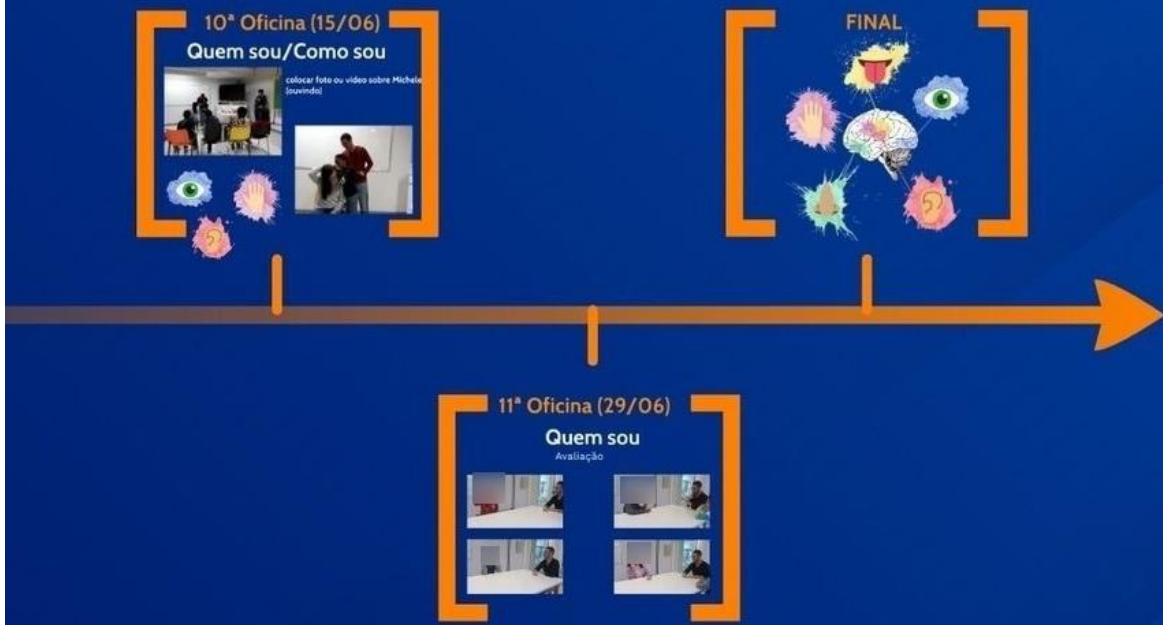 10ª Oficina (15/06)
Quem sou/Como sou
colocar foto ou vídeo sobre Michele
(ouvindo)
FINAL
11ª Oficina (29/06)
Quem sou
Avaliação